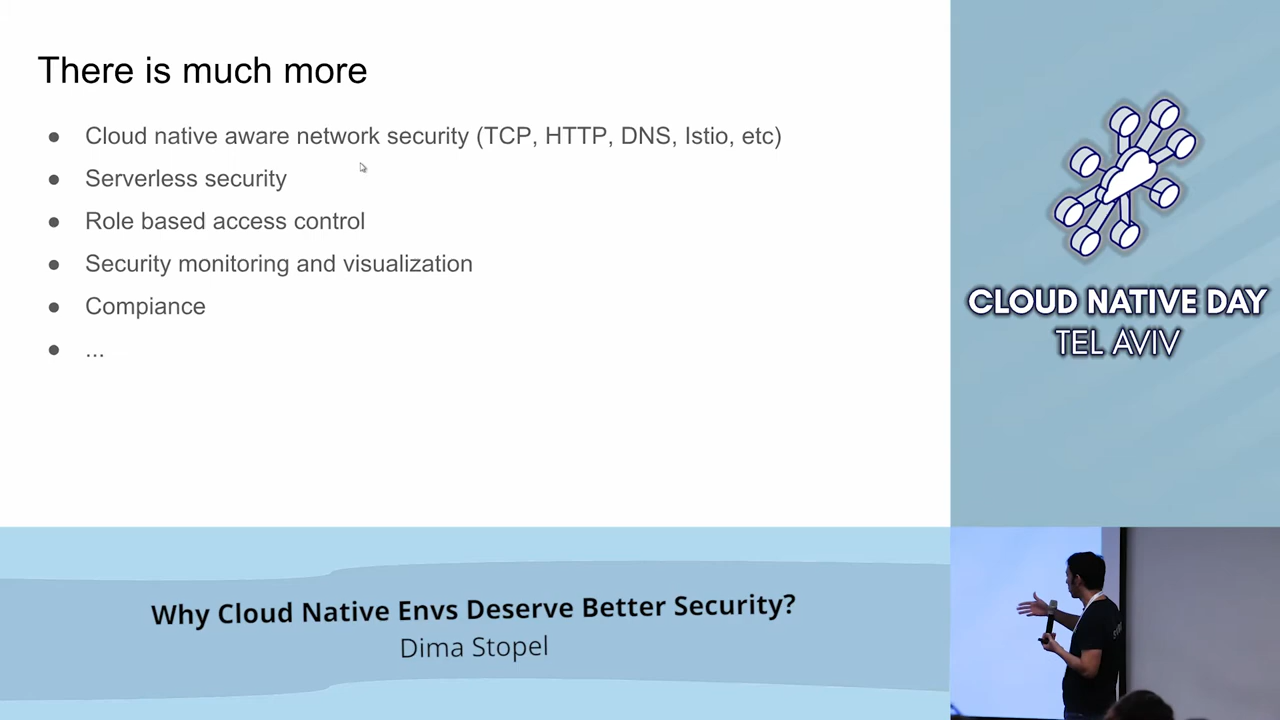 There is much more
● Cloud native aware network security (TCP, HTTP, DNS, Istio, etc)
● Serverless security
● Role based access control
● Security monitoring and visualization
● Compiance
● ...
CLOUD NATIVE DAY
TEL AVIV
Why Cloud Native Envs Deserve Better Security?
Dima Stopel